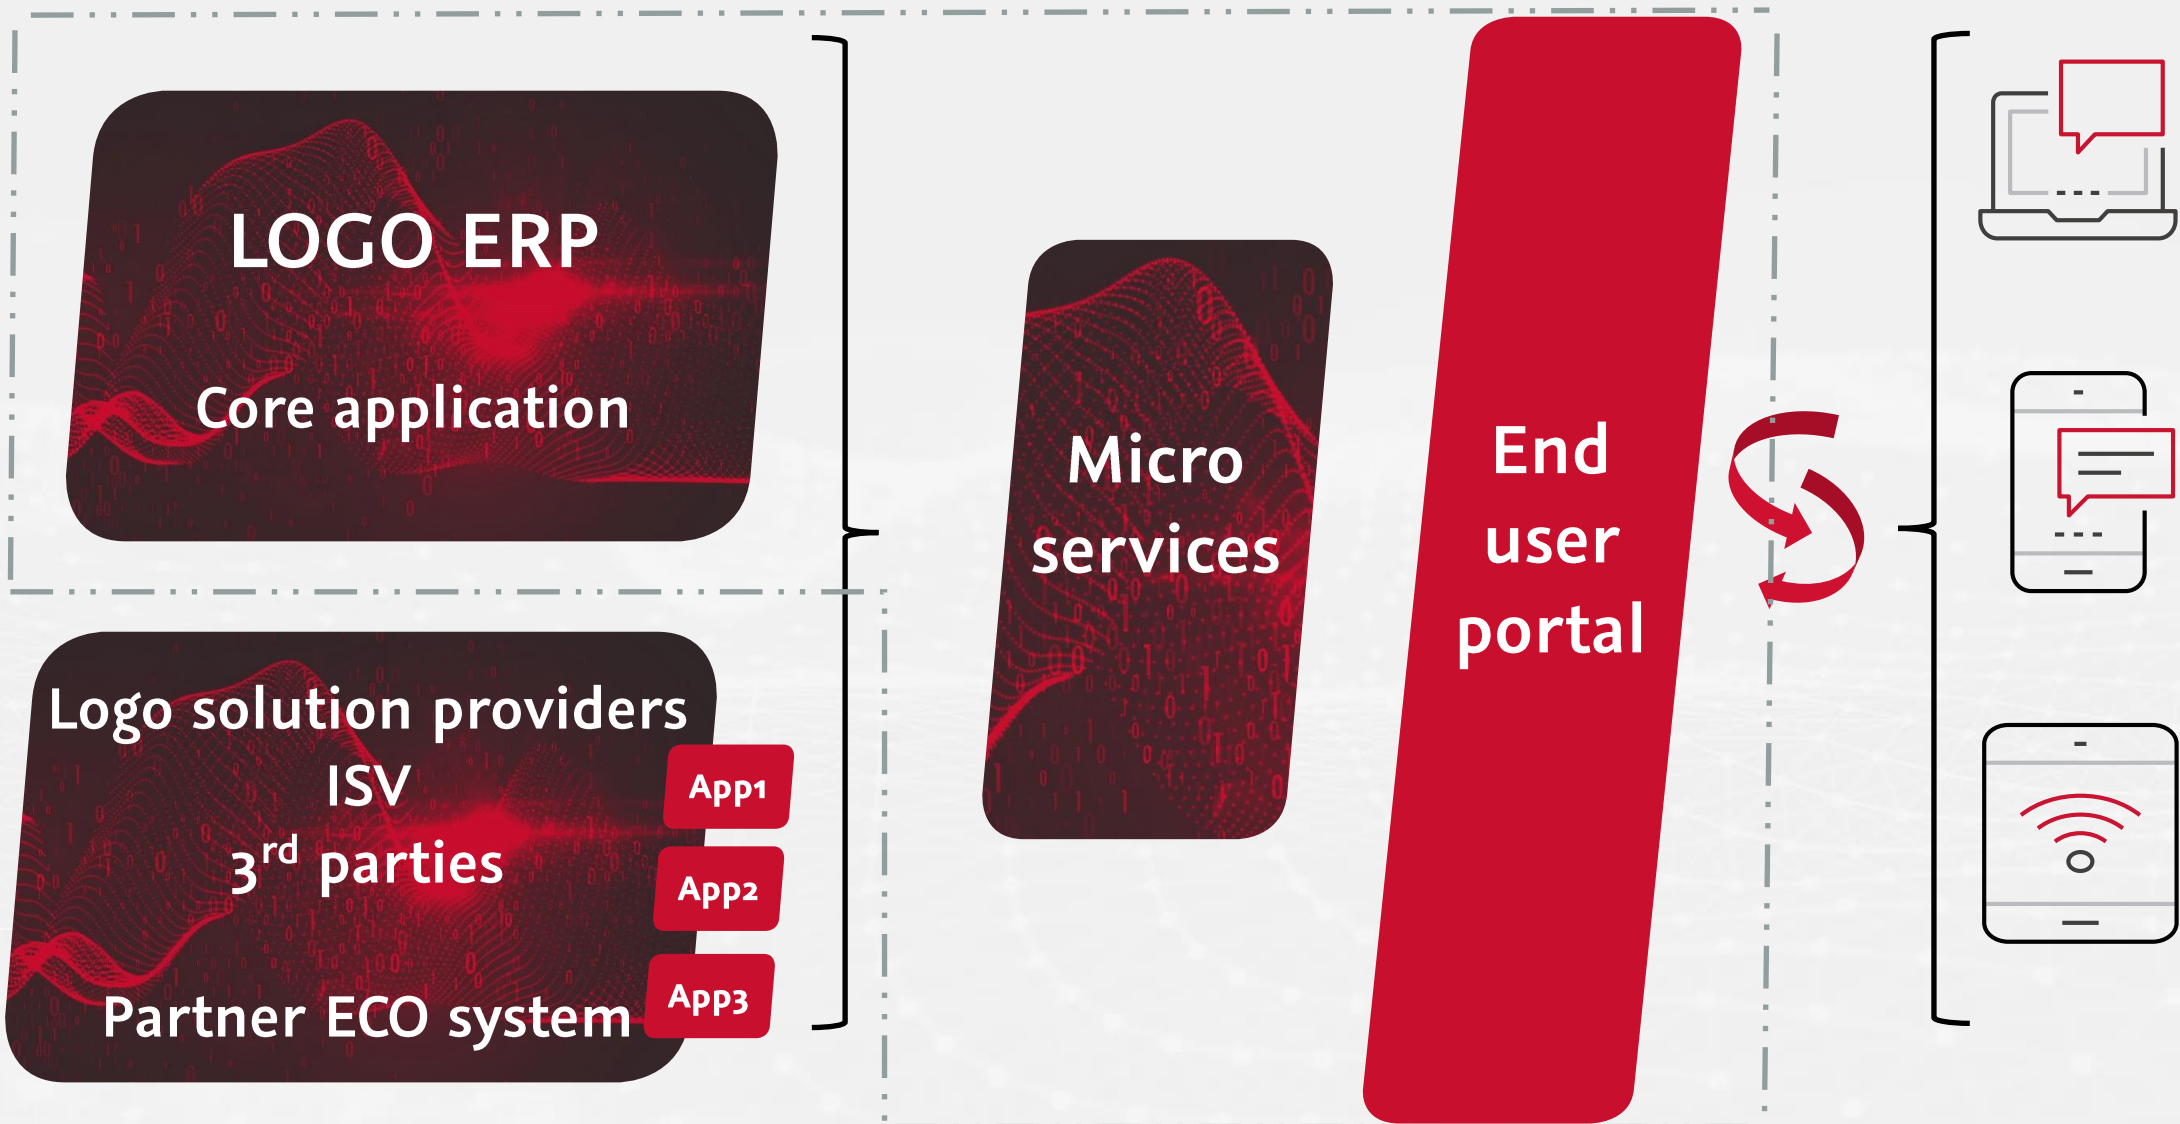 LOGO ERP
Core application
Logo solution providers
ISV
3rd parties
Partner ECO system
App1
App2
App3
Micro
services
End
user
portal